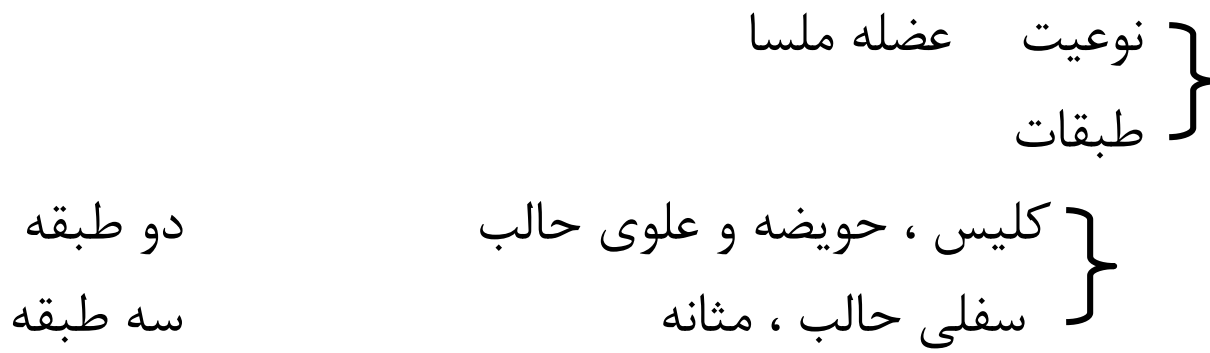 نوعیت عضله ملسا
طبقات
کلیس ، حویضه و علوی حالب دو طبقه
سفلی حالب ، مثانه سه طبقه